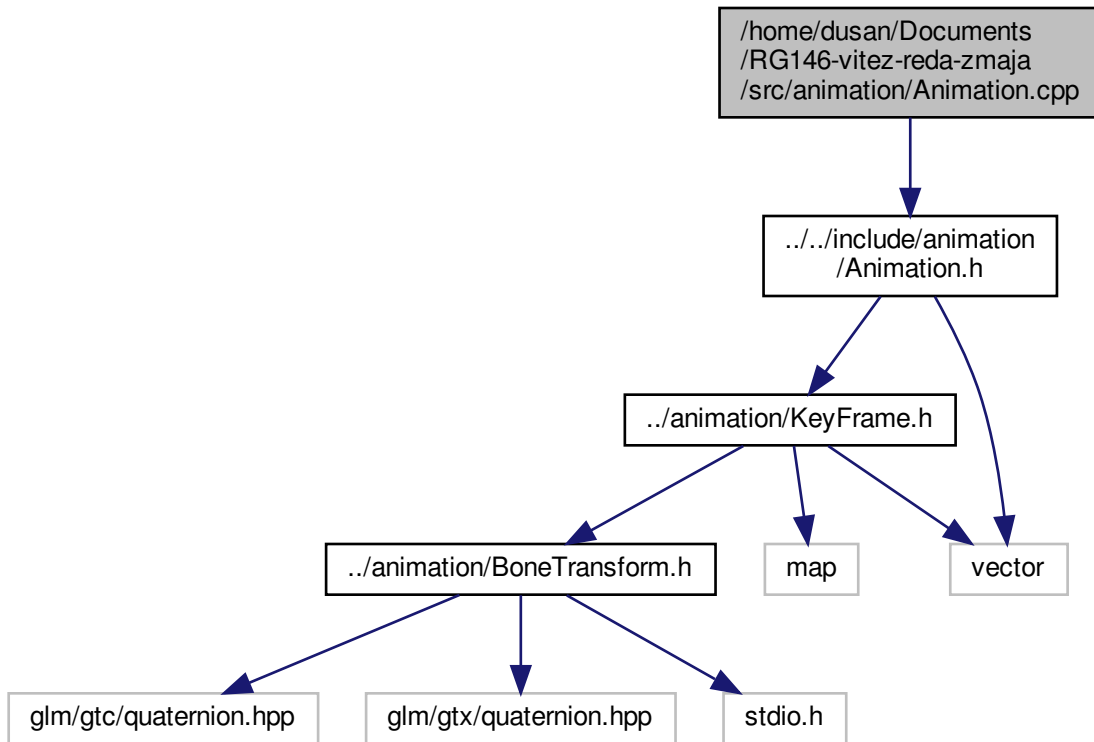 /home/dusan/Documents
/RG146-vitez-reda-zmaja
/src/animation/Animation.cpp
../../include/animation
/Animation.h
../animation/KeyFrame.h
../animation/BoneTransform.h
map
vector
glm/gtc/quaternion.hpp
glm/gtx/quaternion.hpp
stdio.h